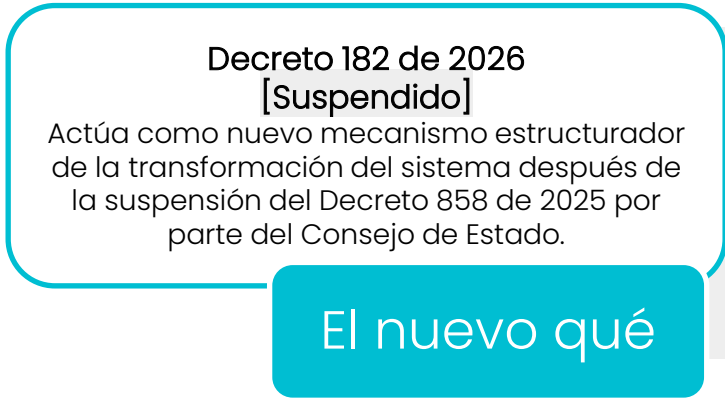 Decreto 182 de 2026
[Suspendido]
Actúa como nuevo mecanismo estructurador
de la transformación del sistema después de
la suspensión del Decreto 858 de 2025 por
parte del Consejo de Estado.
El nuevo qué